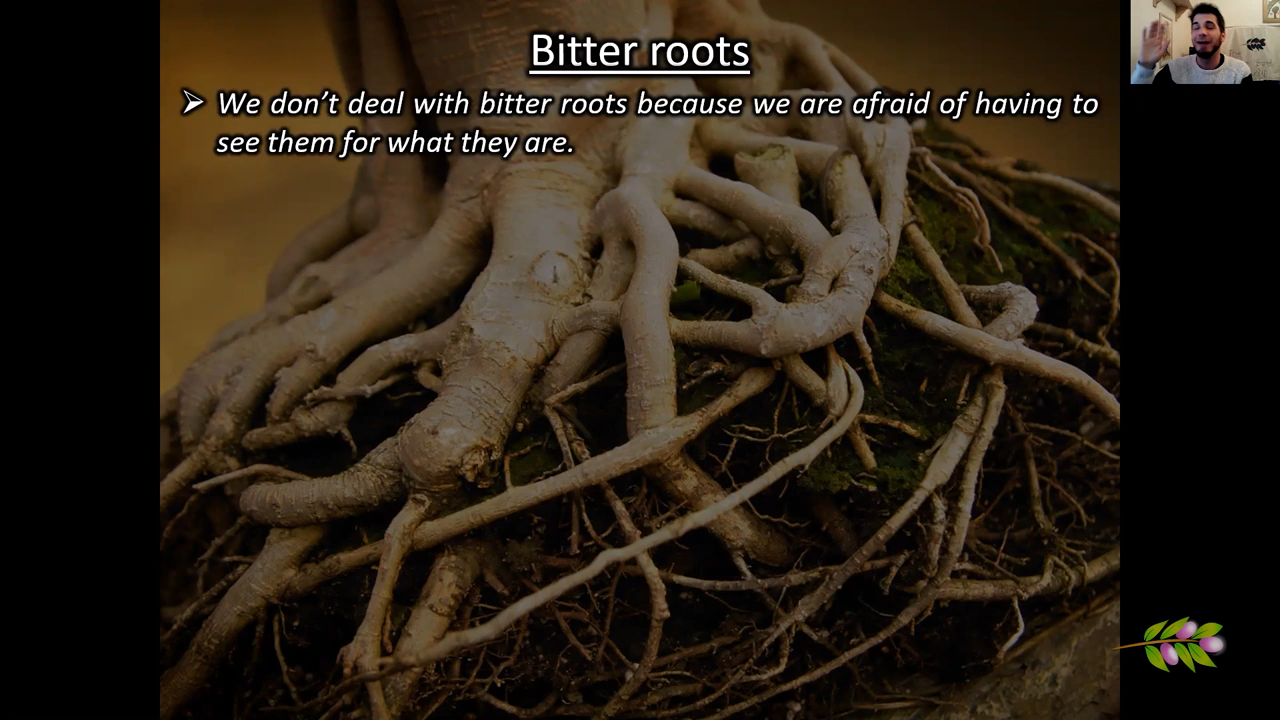 Bitter roots
➢ We don’t deal with bitter roots because we are afraid of having to
see them for what they are.